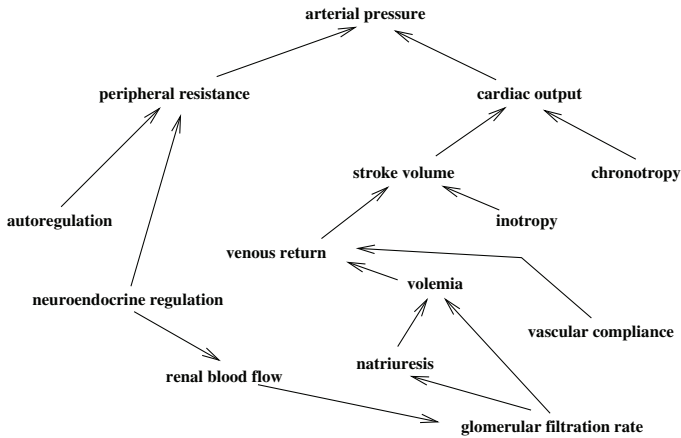 arterial pressure
peripheral resistance
cardiac output
stroke volume
chronotropy
autoregulation
inotropy
venous return
volemia
neuroendocrine regulation
vascular compliance
natriuresis
renal blood flow
glomerular filtration rate